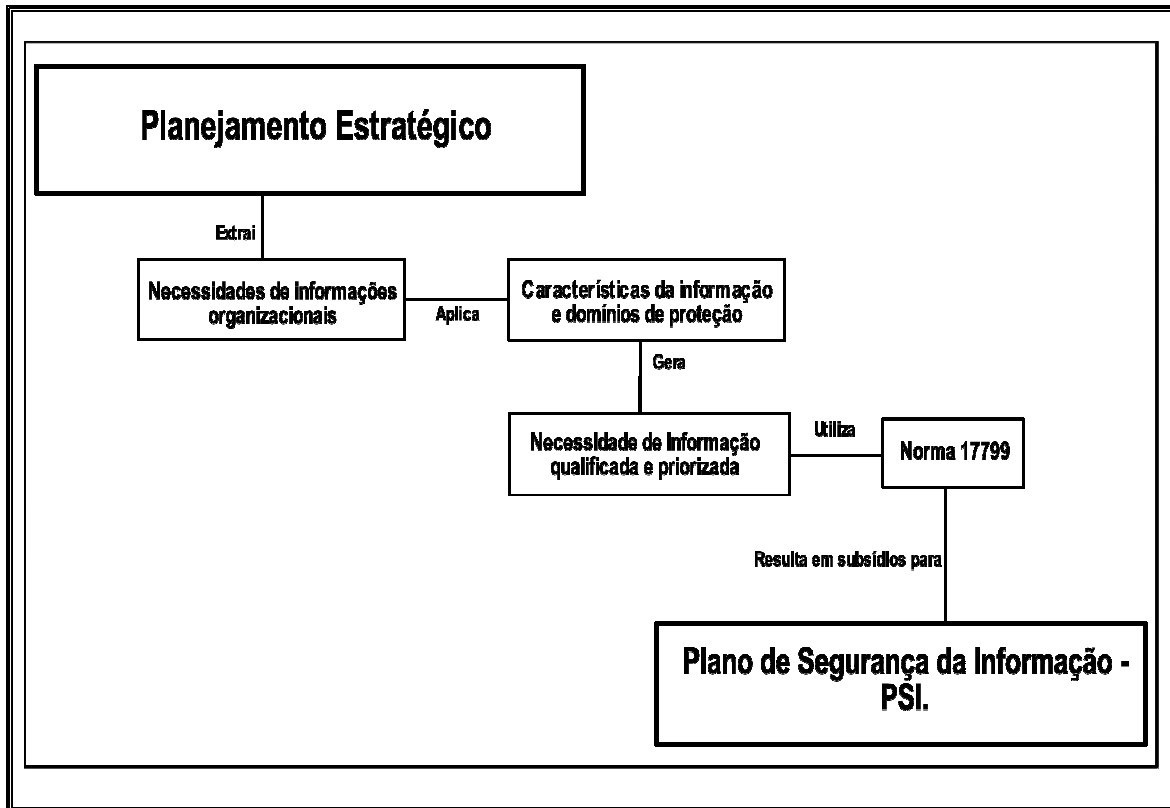 Planejamento Estratégico
Extrai
Necessidades de Informações
organizacionais
Aplica
Características da informação
e domínios de proteção
Gera
Necessidade de Informação
qualificada e priorizada
Utiliza
Norma 17799
Resulta em subsídios para
Plano de Segurança da Informação -
PSI.